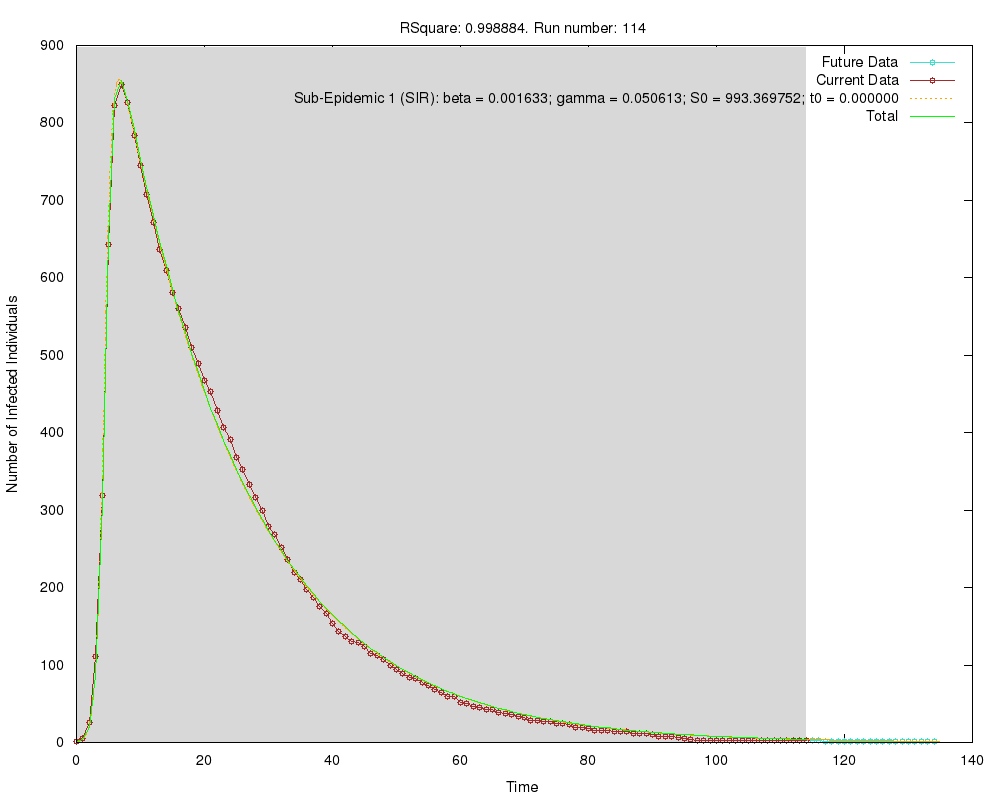 RSquare: 0.998884. Run number: 114
Future Data
Current Data
Sub-Epidemic 1 (SIR): beta = 0.001633; gamma = 0.050613; S0 = 993.369752; t0 = 0.000000
Total
900
800
700
600
500
400
300
200
100
0
Number of Infected Individuals
0 20 40 60 80 100 120 140
Time